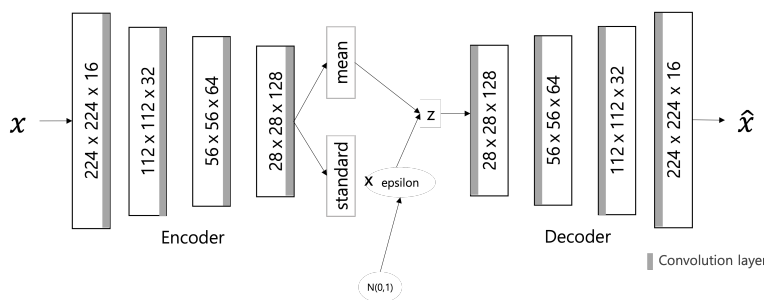 x
224 x 224 x 16
112 x 112 x 32
56 x 56 x 64
28 x 28 x 128
mean
standard
x epsilon
N(0,1)
z
28 x 28 x 128
56 x 56 x 64
112 x 112 x 32
224 x 224 x 16
x̂
Encoder
Decoder
Convolution layer